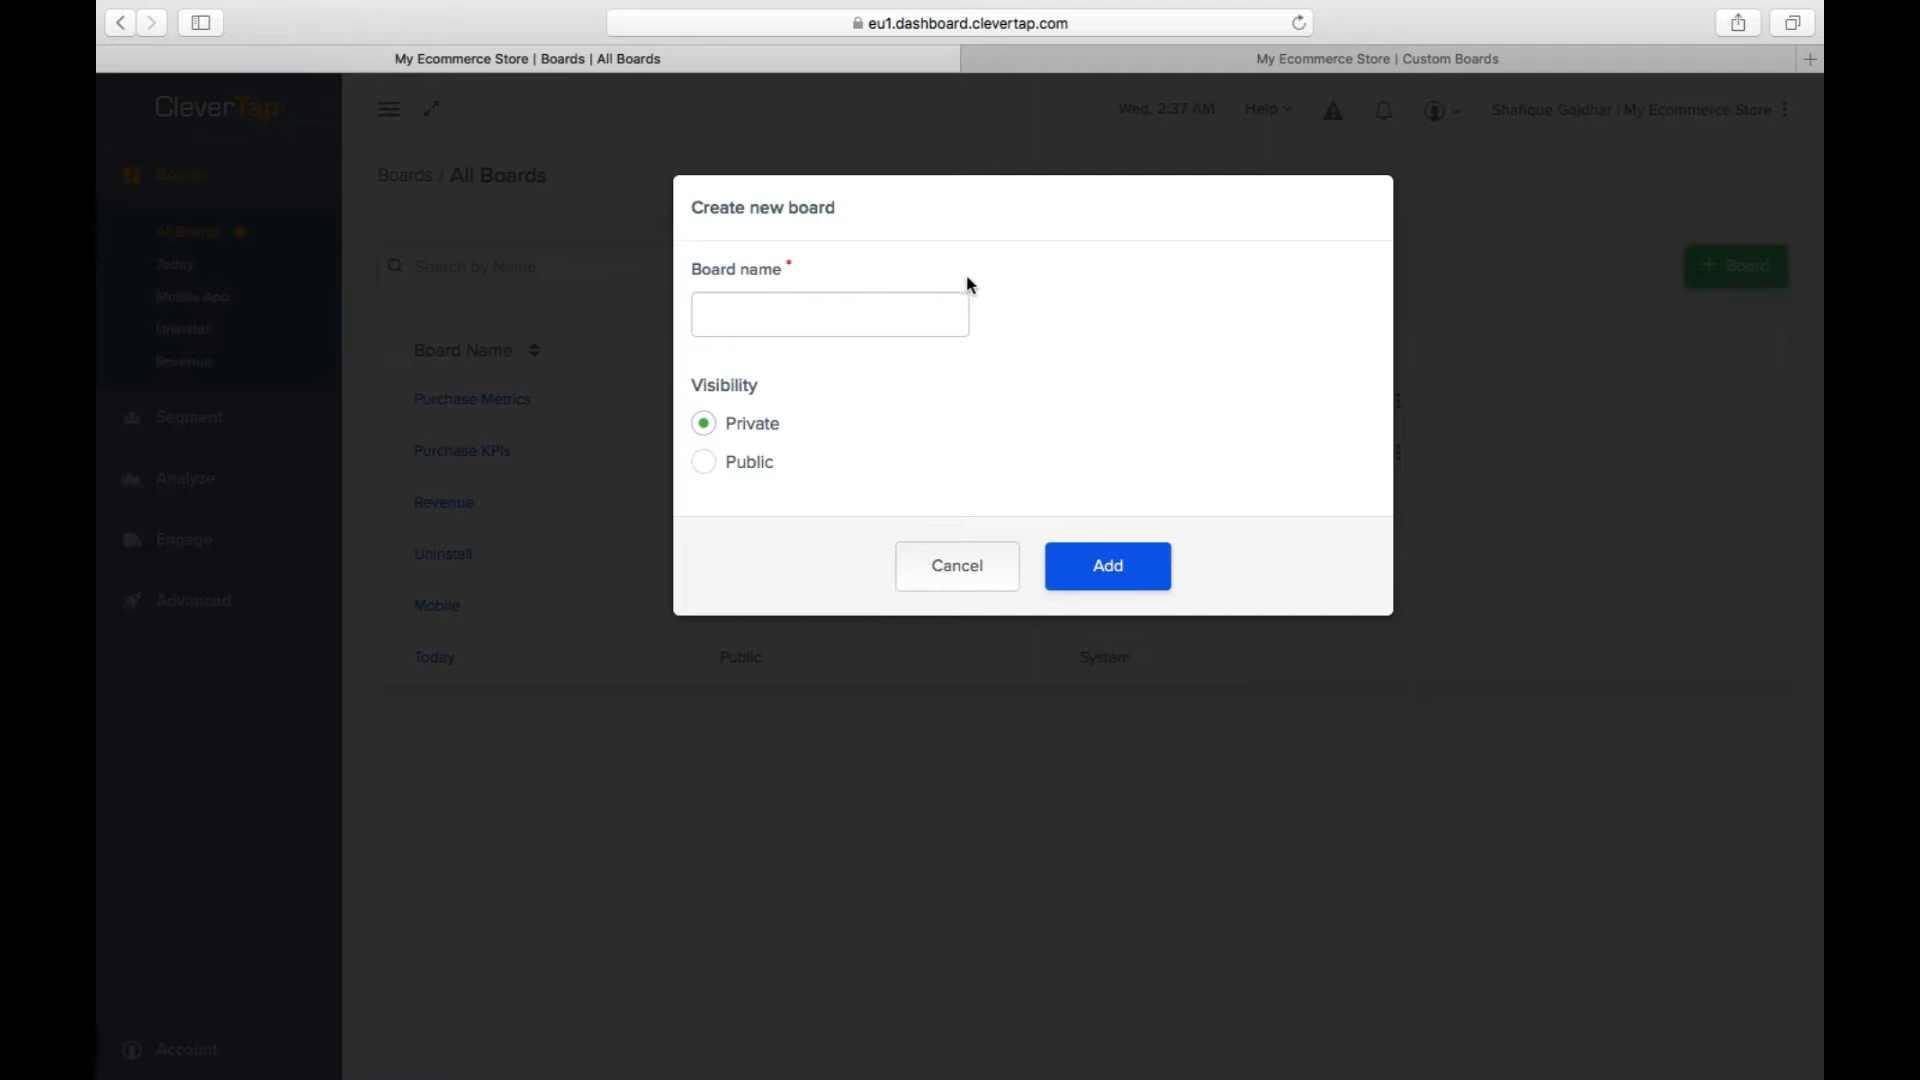 eu1.dashboard.clevertap.com
My Ecommerce Store | Boards | All Boards
My Ecommerce Store | Custom Boards
CleverTap
Wed, 2:37 AM
Help
Shafique Gajdhar | My Ecommerce Store
Boards
Boards / All Boards
Create new board
All Boards
Today
Mobile App
Uninstall
Revenue
Search by Name
Board name *
+ Board
Board Name
Visibility
Purchase Metrics
Private
Segment
Purchase KPIs
Public
Analyze
Revenue
Engage
Uninstall
Cancel
Add
Advanced
Mobile
Today
Public
System
Account